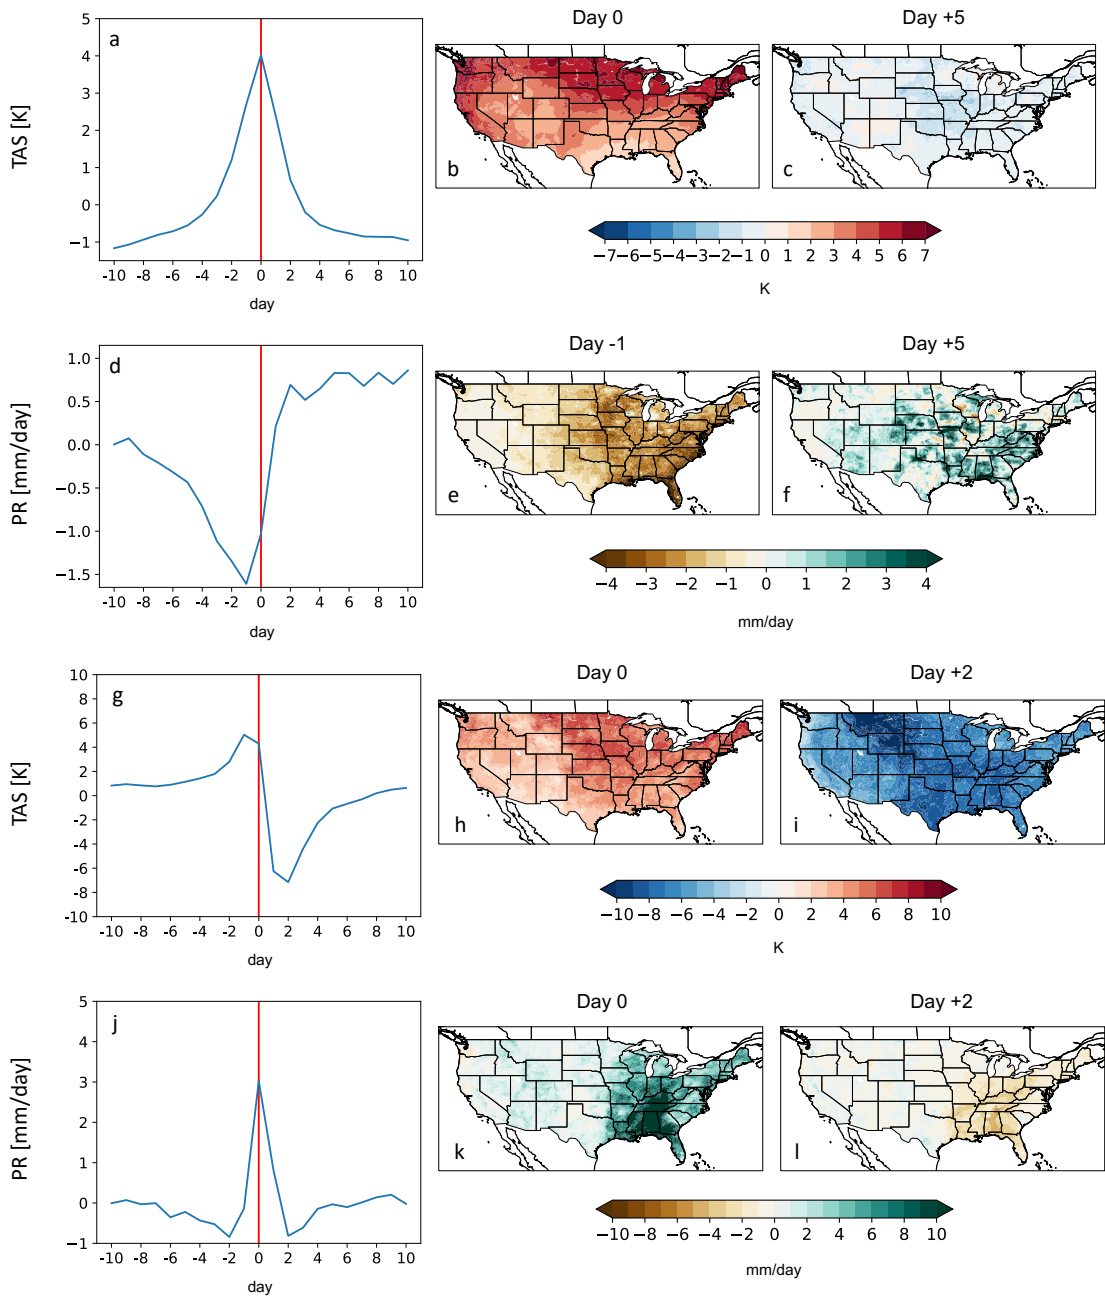 Day 0 Day +5
a b c
TAS [K]
5
4
3
2
1
0
−1
-10 -8 -6 -4 -2 0 2 4 6 8 10
day
−7−6−5−4−3−2−1 0 1 2 3 4 5 6 7
K
Day -1 Day +5
d e f
PR [mm/day]
1.0
0.5
0.0
−0.5
−1.0
−1.5
-10 -8 -6 -4 -2 0 2 4 6 8 10
day
−4 −3 −2 −1 0 1 2 3 4
mm/day
Day 0 Day +2
g h i
TAS [K]
10
8
6
4
2
0
-2
-4
-6
-8
-10
-10 -8 -6 -4 -2 0 2 4 6 8 10
day
−10 −8 −6 −4 −2 0 2 4 6 8 10
K
Day 0 Day +2
j k l
PR [mm/day]
5
4
3
2
1
0
−1
-10 -8 -6 -4 -2 0 2 4 6 8 10
day
−10 −8 −6 −4 −2 0 2 4 6 8 10
mm/day